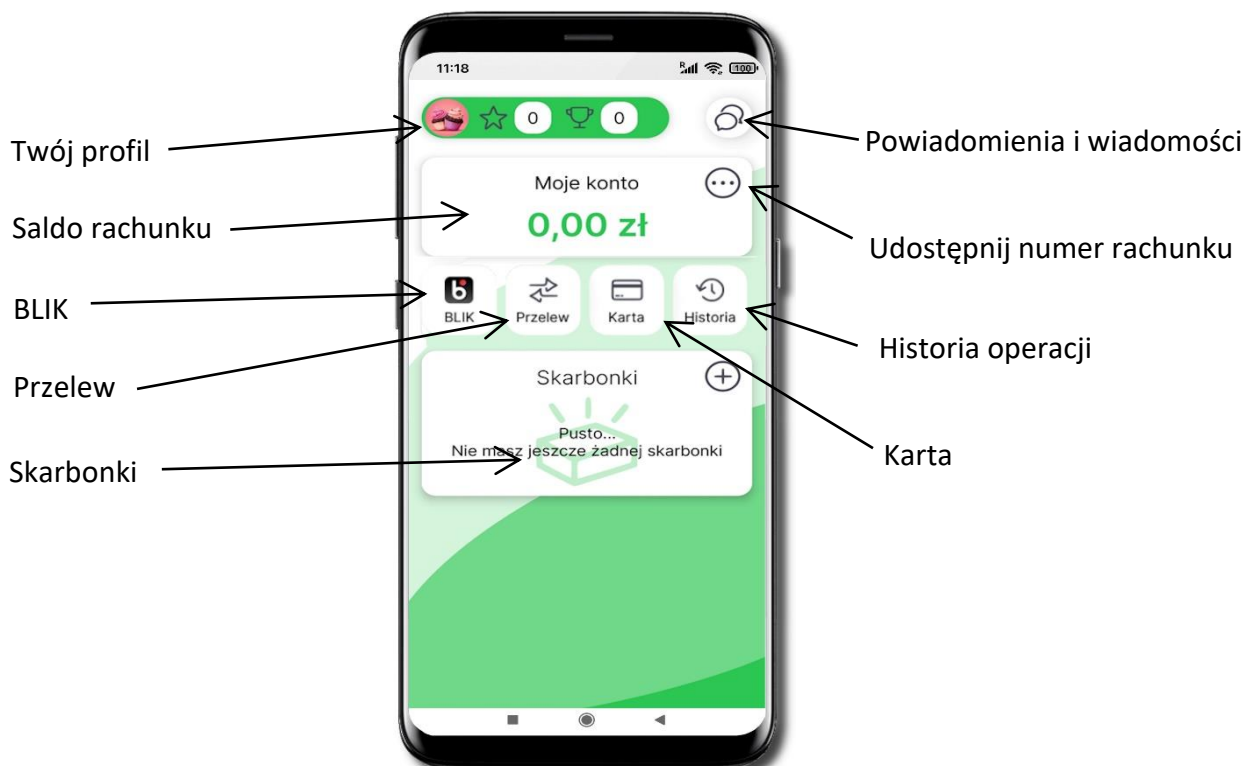 11:18
R
100
0
0
Twój profil
Powiadomienia i wiadomości
Moje konto
Saldo rachunku
0,00 zł
Udostępnij numer rachunku
BLIK
BLIK
Przelew
Karta
Historia
Historia operacji
Przelew
Skarbonki
Pusto...
Nie masz jeszcze żadnej skarbonki
Skarbonki
Karta